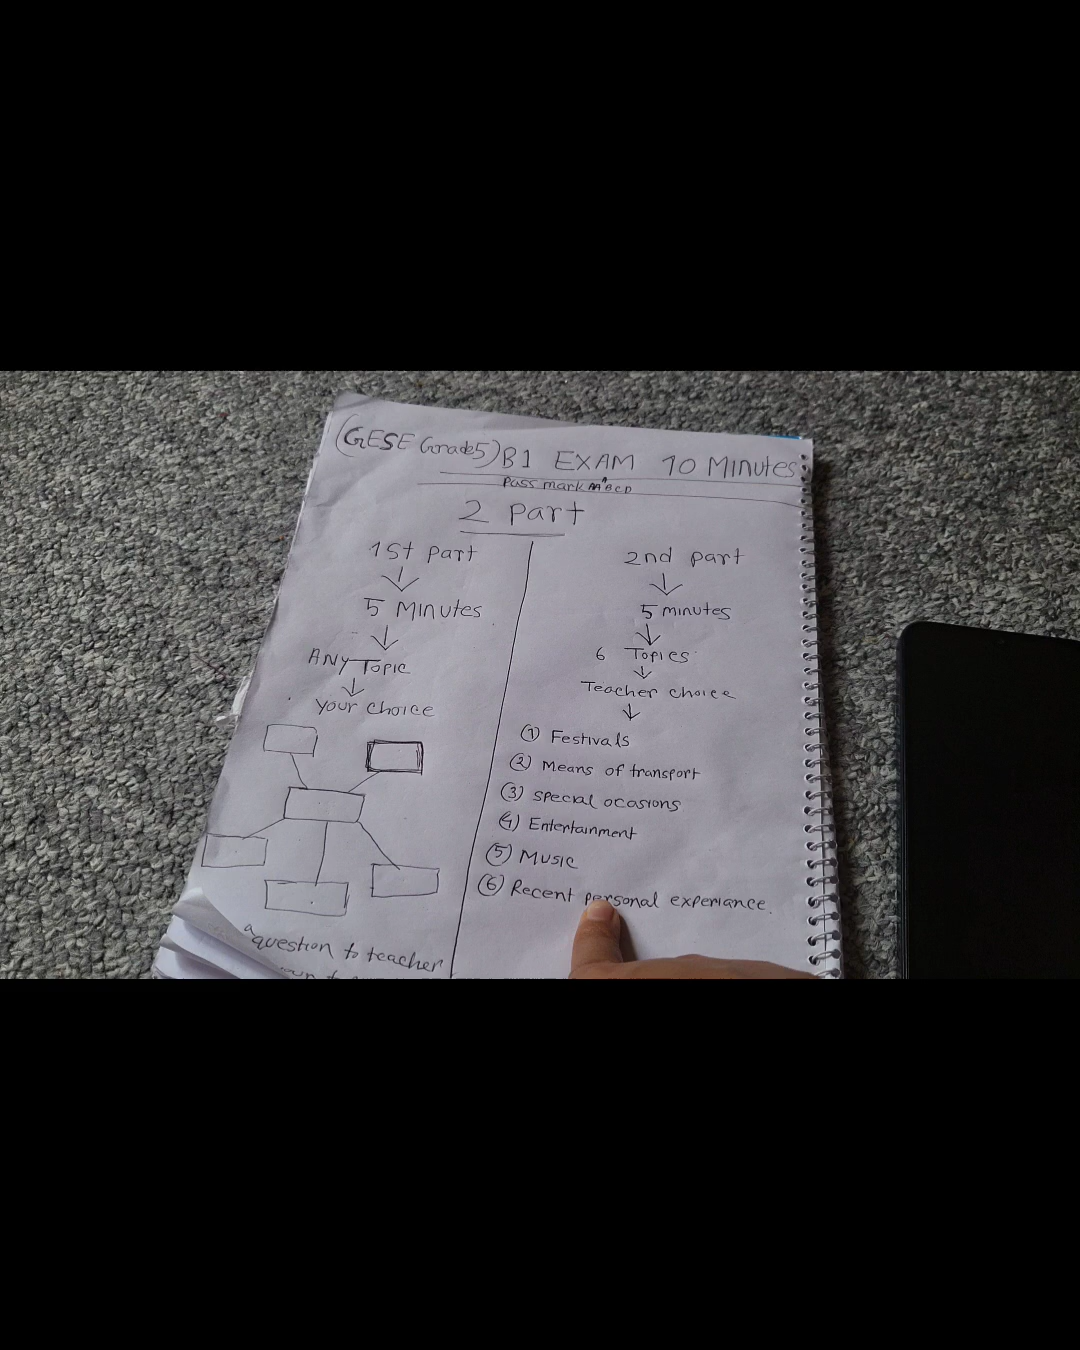 (GESE Grade5) B1 EXAM 10 Minutes
Pass mark A B C D
2 part
1st part
5 Minutes
ANY Topic
your choice
a question to teacher
2nd part
5 minutes
6 Topics
Teacher choice
① Festivals
② Means of transport
③ special ocasions
④ Entertainment
⑤ Music
⑥ Recent personal experiance.